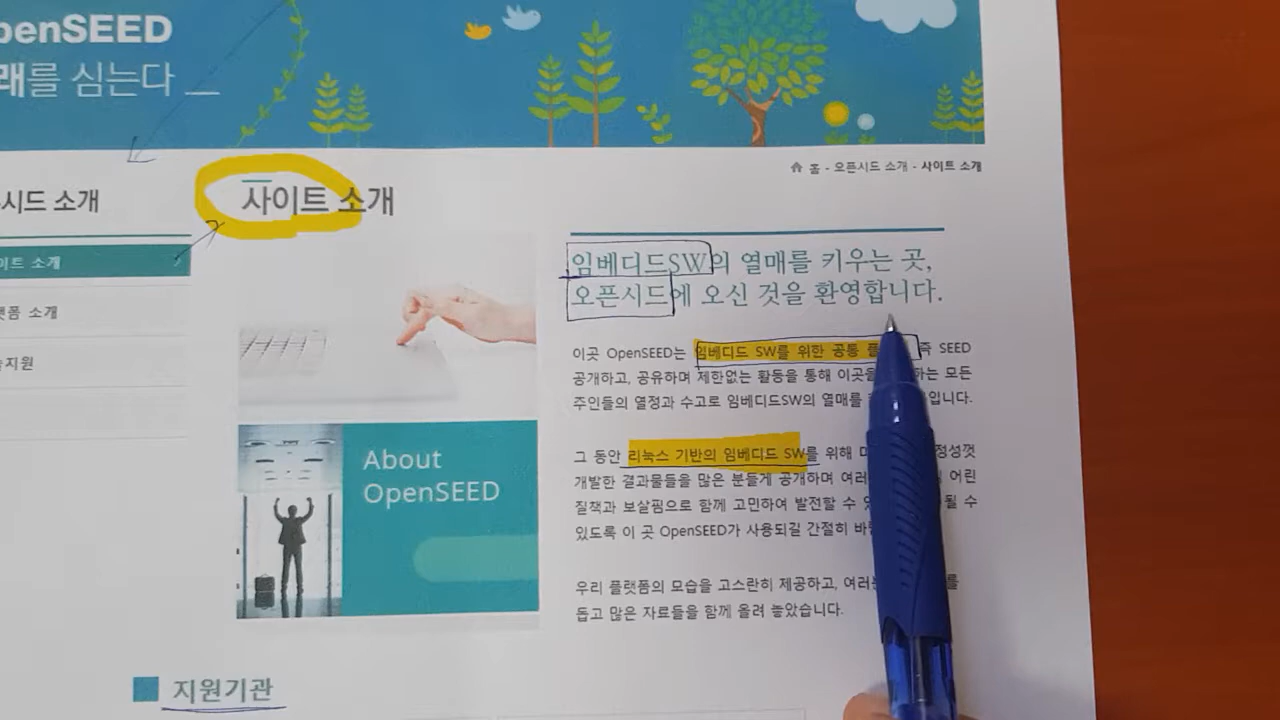 penSEED
래를 심는다
홈 - 오픈시드 소개 - 사이트 소개
시드 소개
이트 소개
폼 소개
지원
사이트 소개
About
OpenSEED
임베디드SW의 열매를 키우는 곳,
오픈시드에 오신 것을 환영합니다.
이곳 OpenSEED는 임베디드 SW를 위한 공통 즉 SEED
공개하고, 공유하며 제한없는 활동을 통해 이곳을 하는 모든
주인들의 열정과 수고로 임베디드SW의 열매를 입니다.
그 동안 리눅스 기반의 임베디드 SW를 위해 정성껏
개발한 결과물들을 많은 분들게 공개하며 어린
질책과 보살핌으로 함께 고민하여 발전할 수 될 수
있도록 이 곳 OpenSEED가 사용되길 간절히
우리 플랫폼의 모습을 고스란히 제공하고, 를
돕고 많은 자료들을 함께 올려 놓았습니다.
지원기관